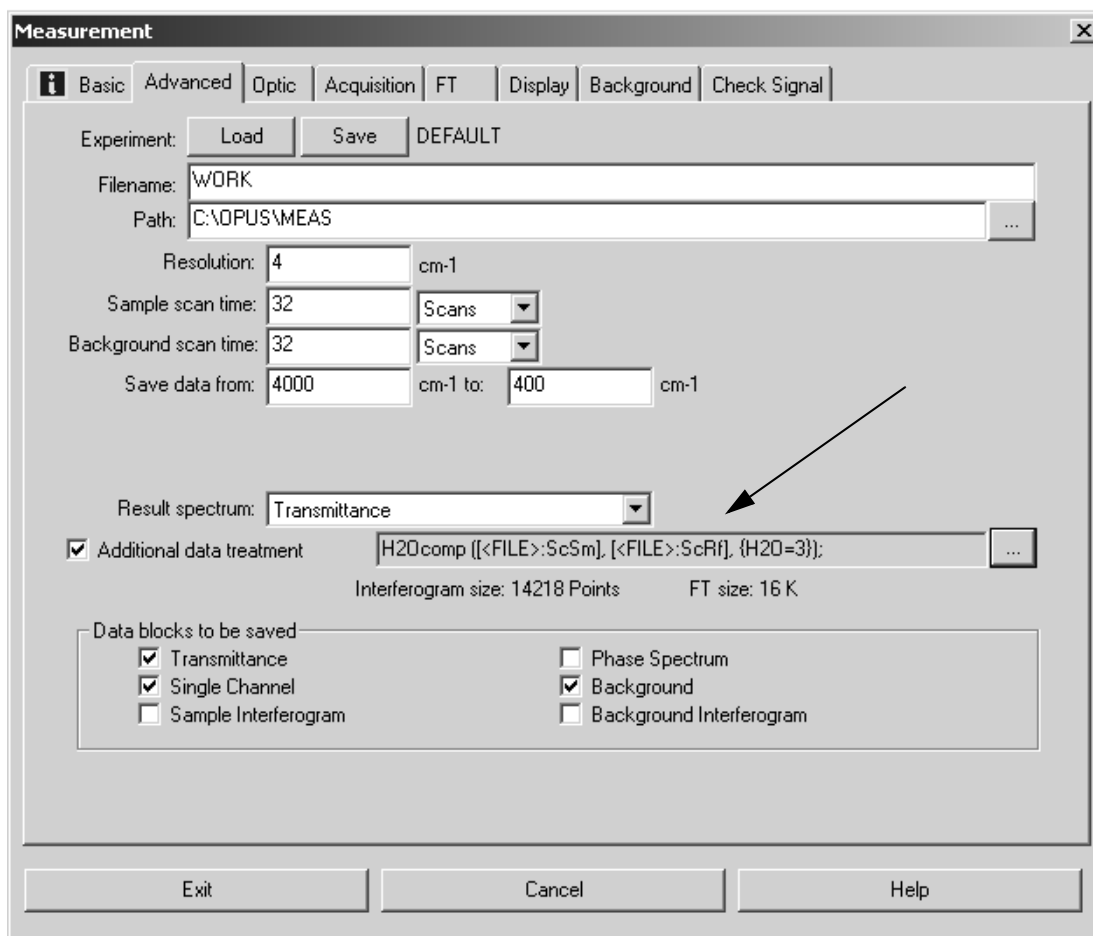 Measurement
Basic Advanced Optic Acquisition FT Display Background Check Signal
Experiment: Load Save DEFAULT
Filename: WORK
Path: C:\OPUS\MEAS ...
Resolution: 4 cm-1
Sample scan time: 32 Scans
Background scan time: 32 Scans
Save data from: 4000 cm-1 to: 400 cm-1
Result spectrum: Transmittance
Additional data treatment H2Ocomp ([<FILE>:ScSm], [<FILE>:ScRf], {H2O=3}); ...
Interferogram size: 14218 Points FT size: 16 K
Data blocks to be saved
Transmittance Phase Spectrum
Single Channel Background
Sample Interferogram Background Interferogram
Exit Cancel Help